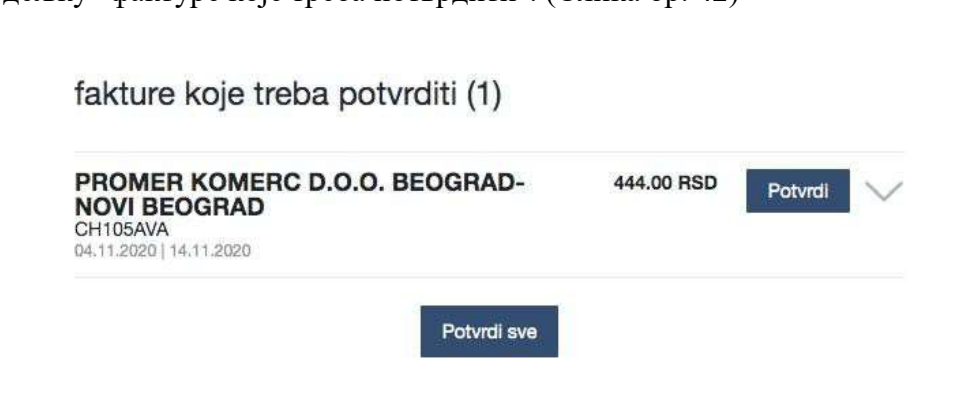 fakture koje treba potvrditi (1)
PROMER KOMERC D.O.O. BEOGRAD-
NOVI BEOGRAD
444.00 RSD
Potvrdi
CH105AVA
04.11.2020 | 14.11.2020
Potvrdi sve